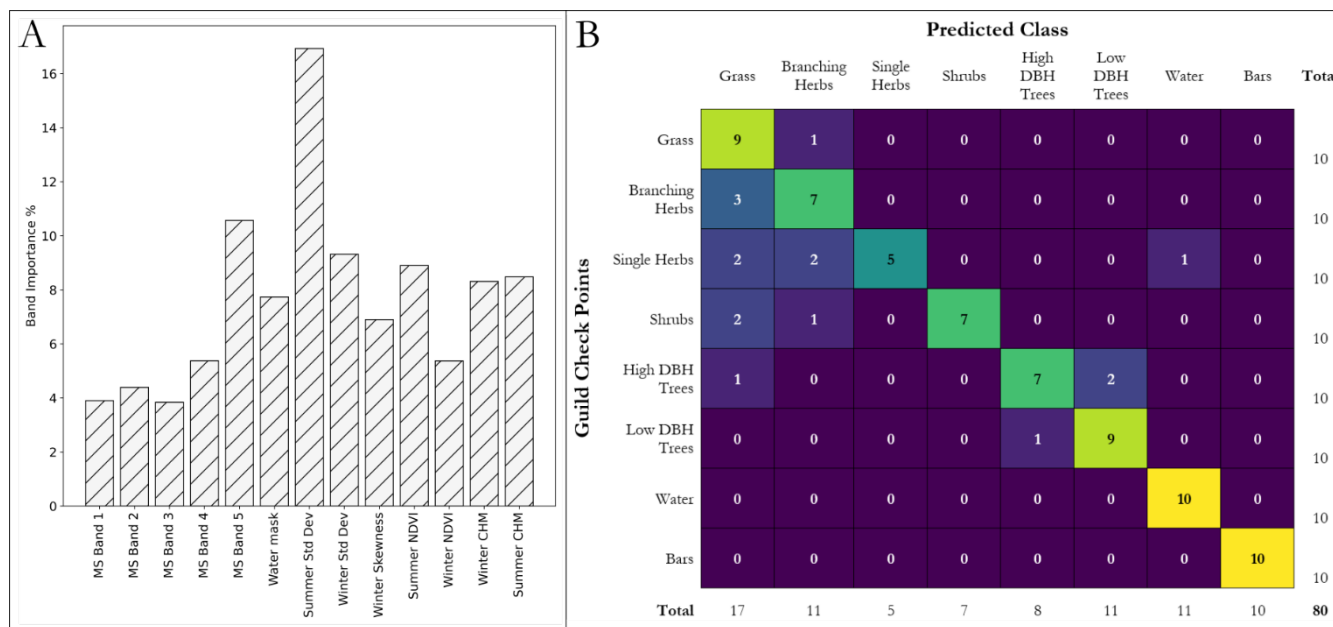 A
Band Importance %
16
14
12
10
8
6
4
2
0
MS Band 1
MS Band 2
MS Band 3
MS Band 4
MS Band 5
Water mask
Summer Std Dev
Winter Std Dev
Winter Skewness
Summer NDVI
Winter NDVI
Winter CHM
Summer CHM
B
Predicted Class
Grass
Branching
Herbs
Single
Herbs
Shrubs
High
DBH
Trees
Low
DBH
Trees
Water
Bars
Total
Guild Check Points
Grass 9 1 0 0 0 0 0 0 10
Branching
Herbs 3 7 0 0 0 0 0 0 10
Single Herbs 2 2 5 0 0 0 1 0 10
Shrubs 2 1 0 7 0 0 0 0 10
High DBH
Trees 1 0 0 0 7 2 0 0 10
Low DBH
Trees 0 0 0 0 1 9 0 0 10
Water 0 0 0 0 0 0 10 0 10
Bars 0 0 0 0 0 0 0 10 10
Total 17 11 5 7 8 11 11 10 80